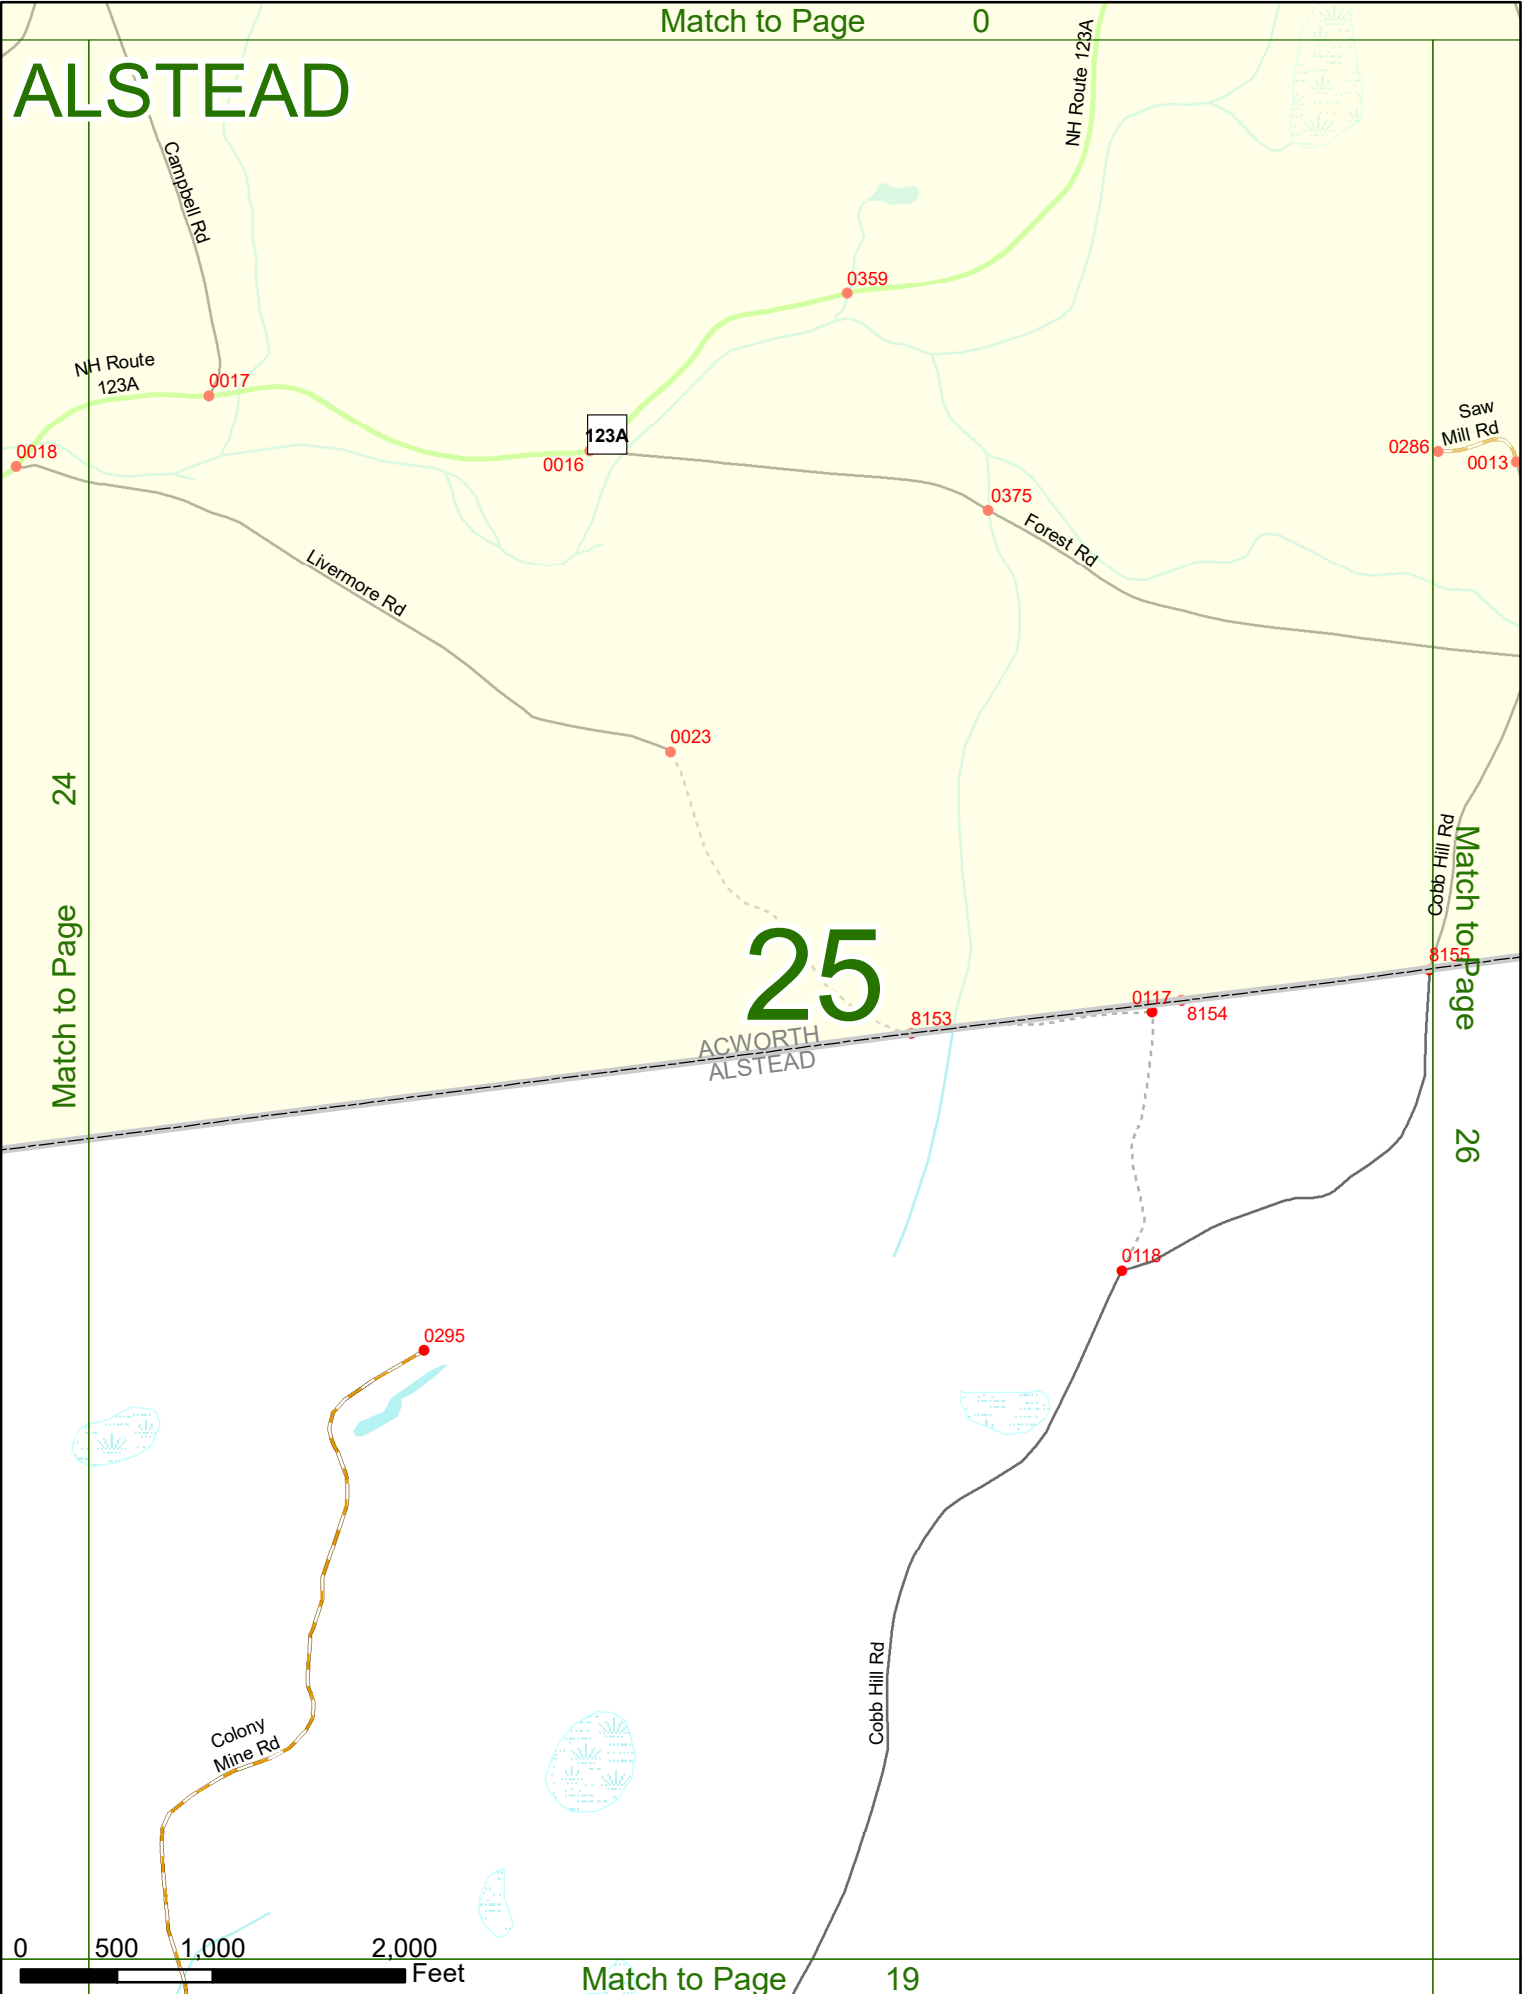 Match to Page 0
ALSTEAD
NH Route 123A
Campbell Rd
0359
NH Route
123A
0017
0018
123A
0016
Saw
Mill Rd
0286
0013
0375
Forest Rd
Livermore Rd
0023
24
Match to Page
Cobb Hill Rd
Match to Page
26
25
8155
0117
8154
8153
ACWORTH
ALSTEAD
0118
0295
Cobb Hill Rd
Colony
Mine Rd
0 500 1,000 2,000
Feet
Match to Page 19